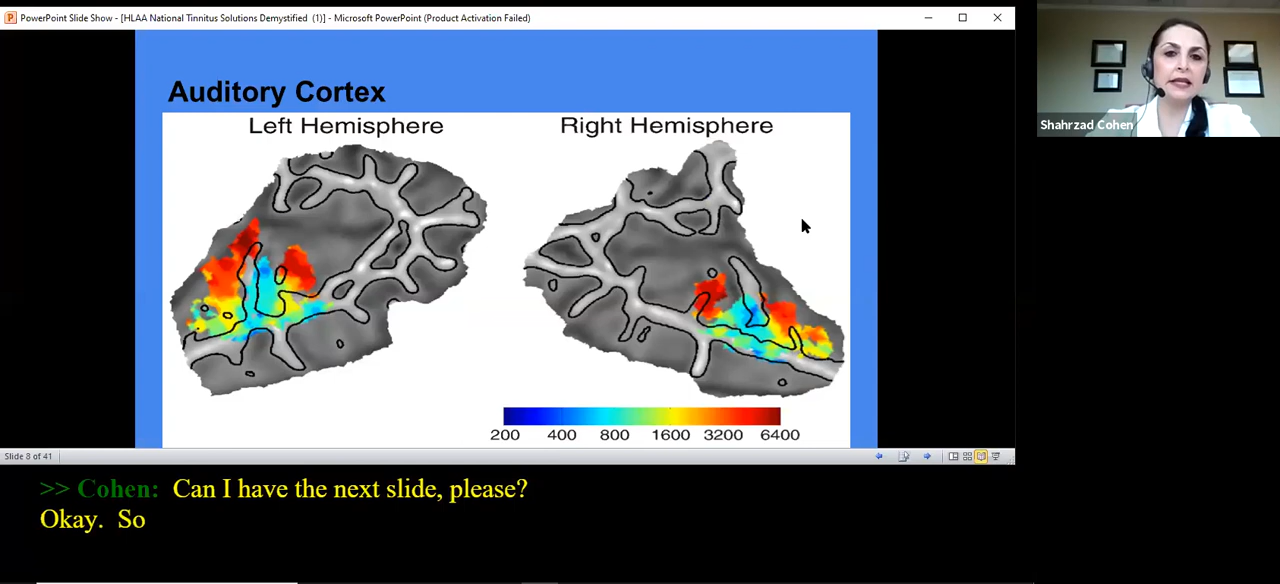 PowerPoint Slide Show - [HLAA National Tinnitus Solutions Demystified (1)] - Microsoft PowerPoint (Product Activation Failed)
Auditory Cortex
Left Hemisphere
Right Hemisphere
200 400 800 1600 3200 6400
Slide 8 of 41
Shahrzad Cohen
>> Cohen: Can I have the next slide, please?
Okay. So